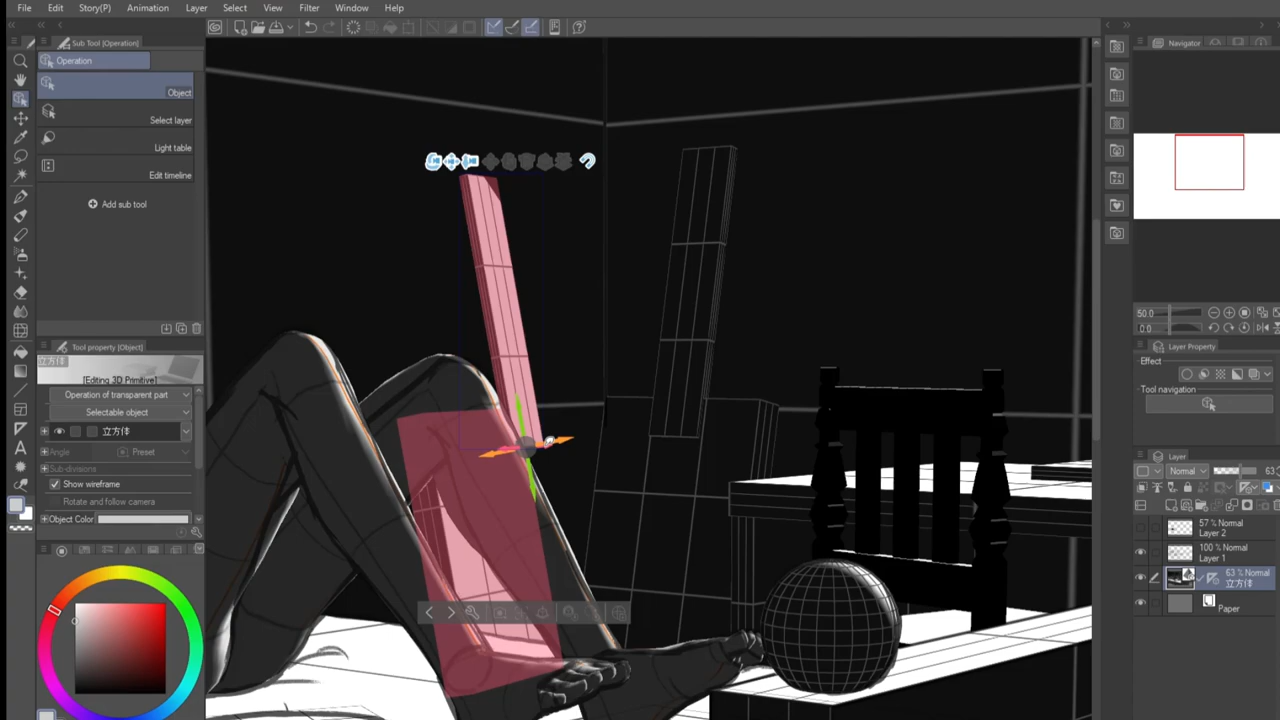 File Edit Story(P) Animation Layer Select View Filter Window Help
Sub Tool [Operation]
Operation
Object
Select layer
Light table
Edit timeline
Add sub tool
Tool property [Object]
立方体
[Editing 3D Primitive]
Operation of transparent part
Selectable object
立方体
Angle Preset
Sub-divisions
Show wireframe
Rotate and follow camera
Object Color
Navigator
50.0
0.0
Layer Property
Effect
Tool navigation
Layer
Normal 63
57 % Normal
Layer 2
100 % Normal
Layer 1
63 % Normal
立方体
Paper